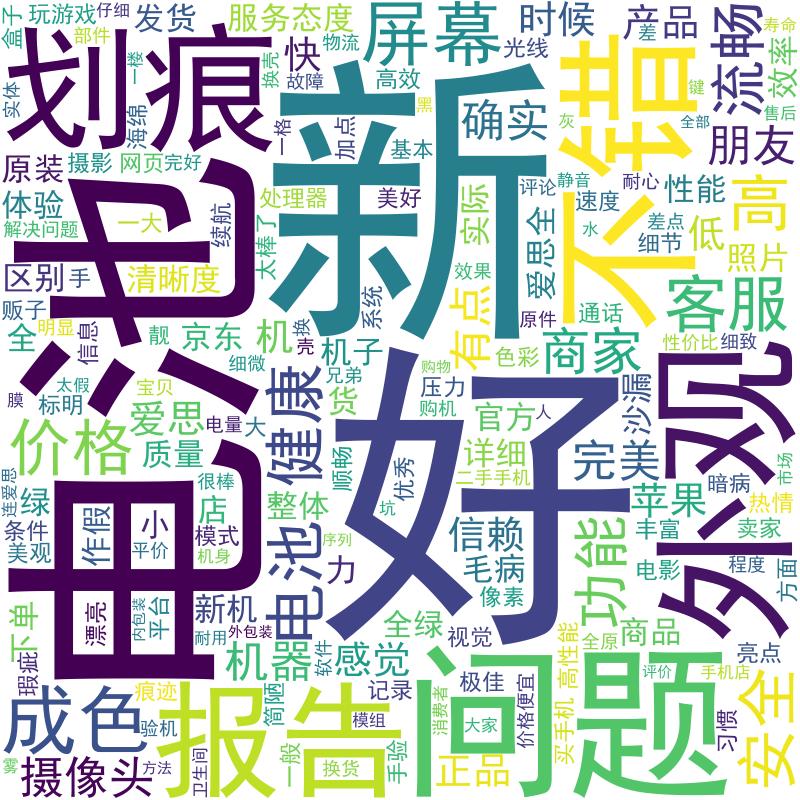 盒子
玩游戏
仔细
部件
发货
服务态度
物流
屏幕
光线
时候
产品
差
流畅
寿命
效率
键
售后
划痕
实体
一楼
海绵
换壳
快
故障
高效
黑
一格
加点
基本
新
确实
不错
灰
全部
朋友
原装
摄影
网页
完好
体验
解决问题
电池
续航
处理器
美好
太棒了
实际
评论
爱思全
静音
速度
耐心
性能
水
差点
细节
低
高
照片
区别
手
一大
清晰度
贩子
信息
全
明显
靓
京东
机
换
壳
系统
效果
原件
有点
通话
客服
色彩
性价比
细致
商家
外观
细微
机子
兄弟
购物
压力
购机
膜
太假
标明
宝贝
电量
大
爱思
健康
货
官方
人
沙漏
价格
质量
顺畅
优秀
详细
二手手机
完美
暗病
市场
连爱思
很棒
店
整体
坑
好
苹果
热情
绿
条件
美观
作假
小
平价
模式
机身
电池
序列
信赖
毛病
像素
功能
丰富
卖家
电影
程度
方面
漂亮
内包装
平台
新机
耐用
外包装
力
下单
机器
软件
感觉
全绿
视觉
全原
商品
亮点
瑕疵
痕迹
简陋
记录
极佳
价格便宜
高性能
评价
手机店
成色
验机
报告
模组
消费者
大家
问题
买手机
习惯
安全
摄像头
雾
方法
卫生间
一般
换货
手验
正品